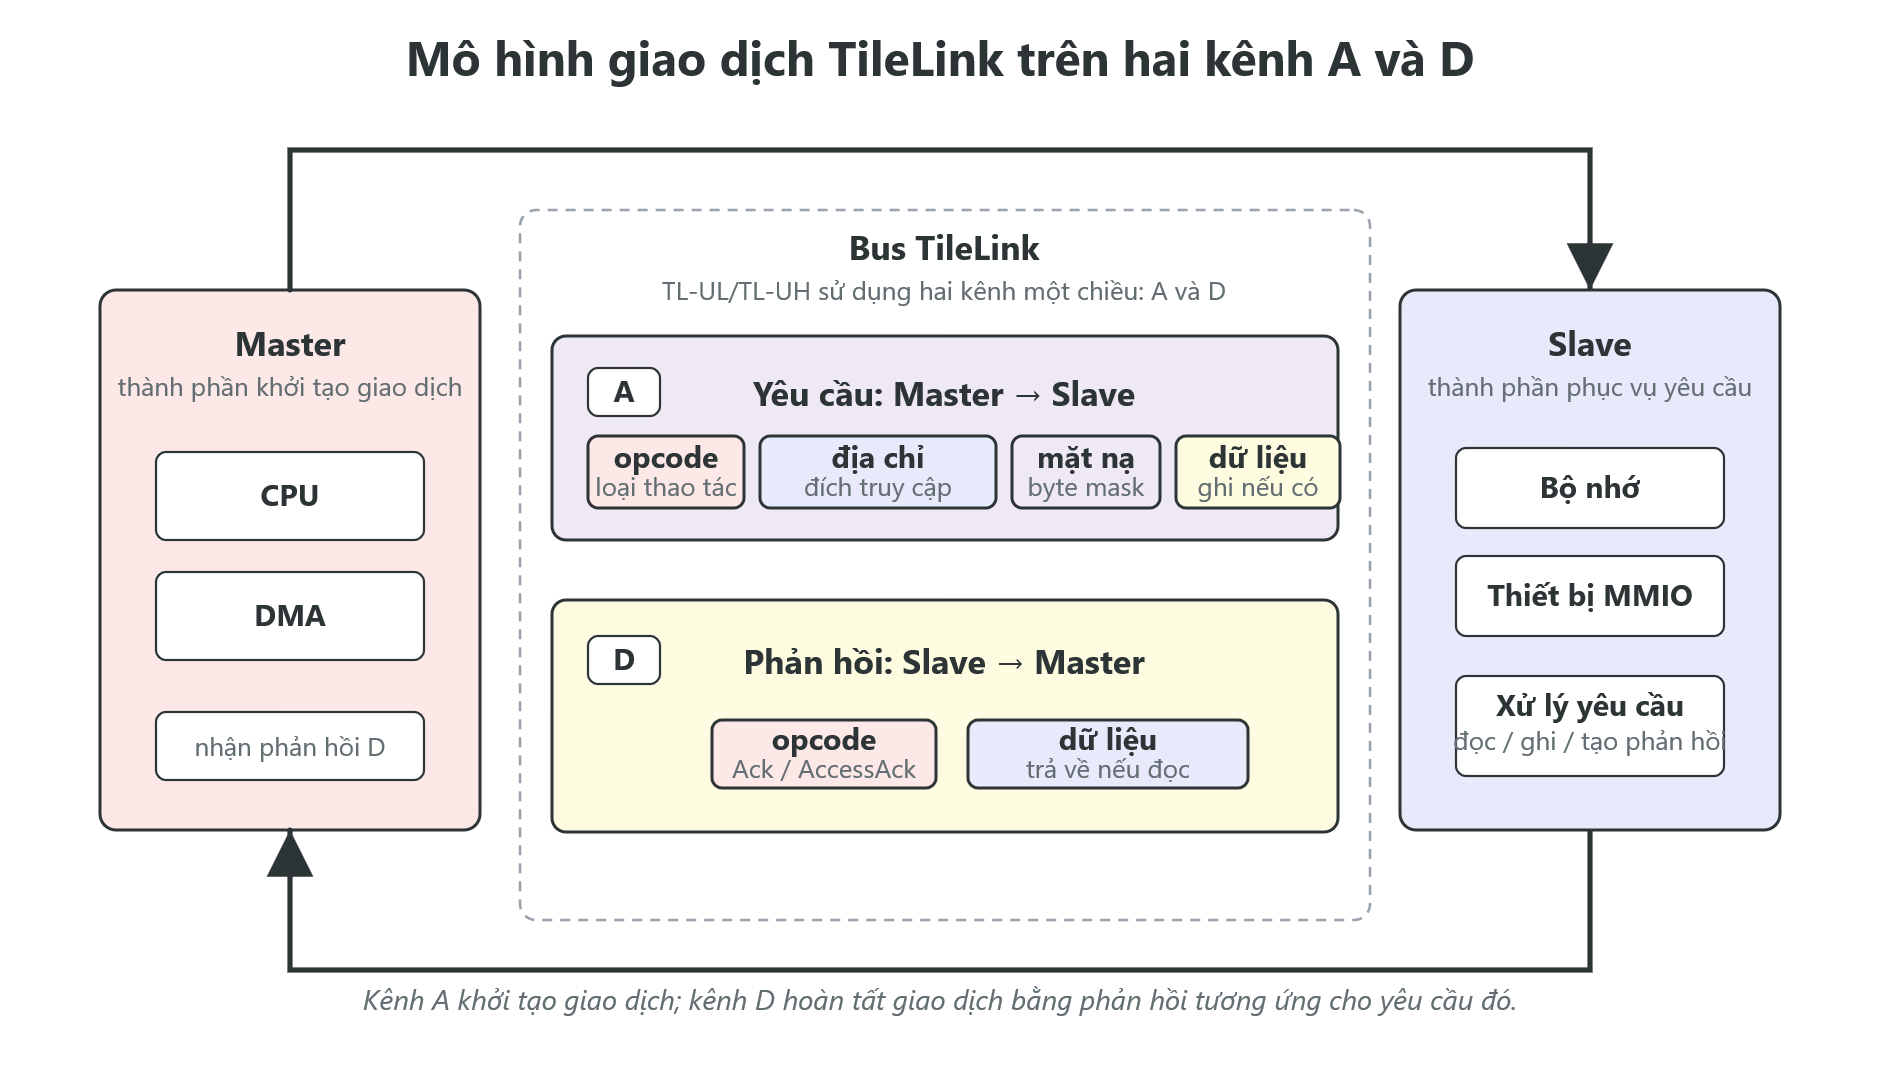 Mô hình giao dịch TileLink trên hai kênh A và D
Master
thành phần khởi tạo giao dịch
CPU
DMA
nhận phản hồi D
Bus TileLink
TL-UL/TL-UH sử dụng hai kênh một chiều: A và D
A
Yêu cầu: Master → Slave
opcode
loại thao tác
địa chỉ
đích truy cập
mặt nạ
byte mask
dữ liệu
ghi nếu có
D
Phản hồi: Slave → Master
opcode
Ack / AccessAck
dữ liệu
trả về nếu đọc
Slave
thành phần phục vụ yêu cầu
Bộ nhớ
Thiết bị MMIO
Xử lý yêu cầu
đọc / ghi / tạo phản hồi
Kênh A khởi tạo giao dịch; kênh D hoàn tất giao dịch bằng phản hồi tương ứng cho yêu cầu đó.